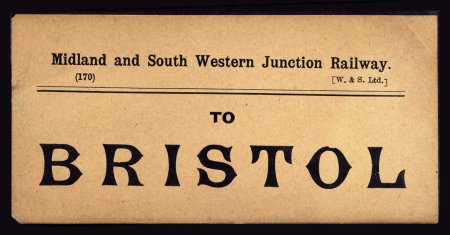 Midland and South Western Junction Railway.
(170) [W. & S. Ltd.]
TO
BRISTOL